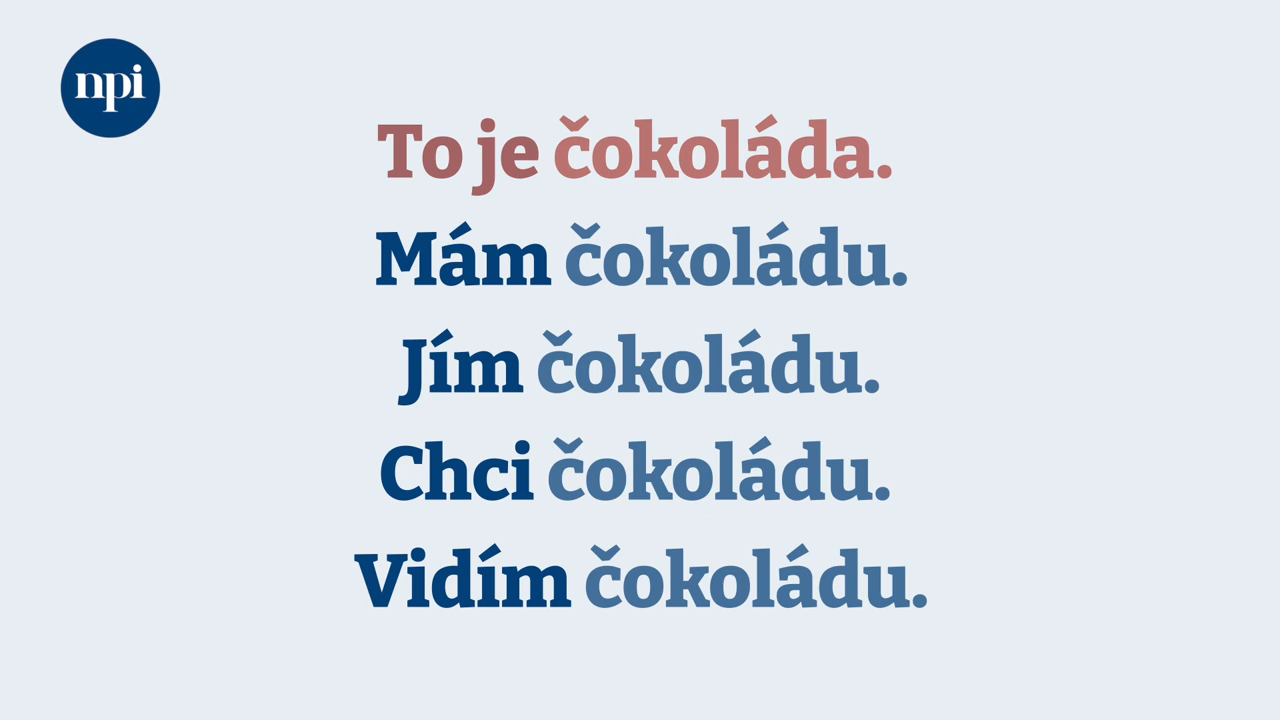 npi
To je čokoláda.
Mám čokoládu.
Jím čokoládu.
Chci čokoládu.
Vidím čokoládu.